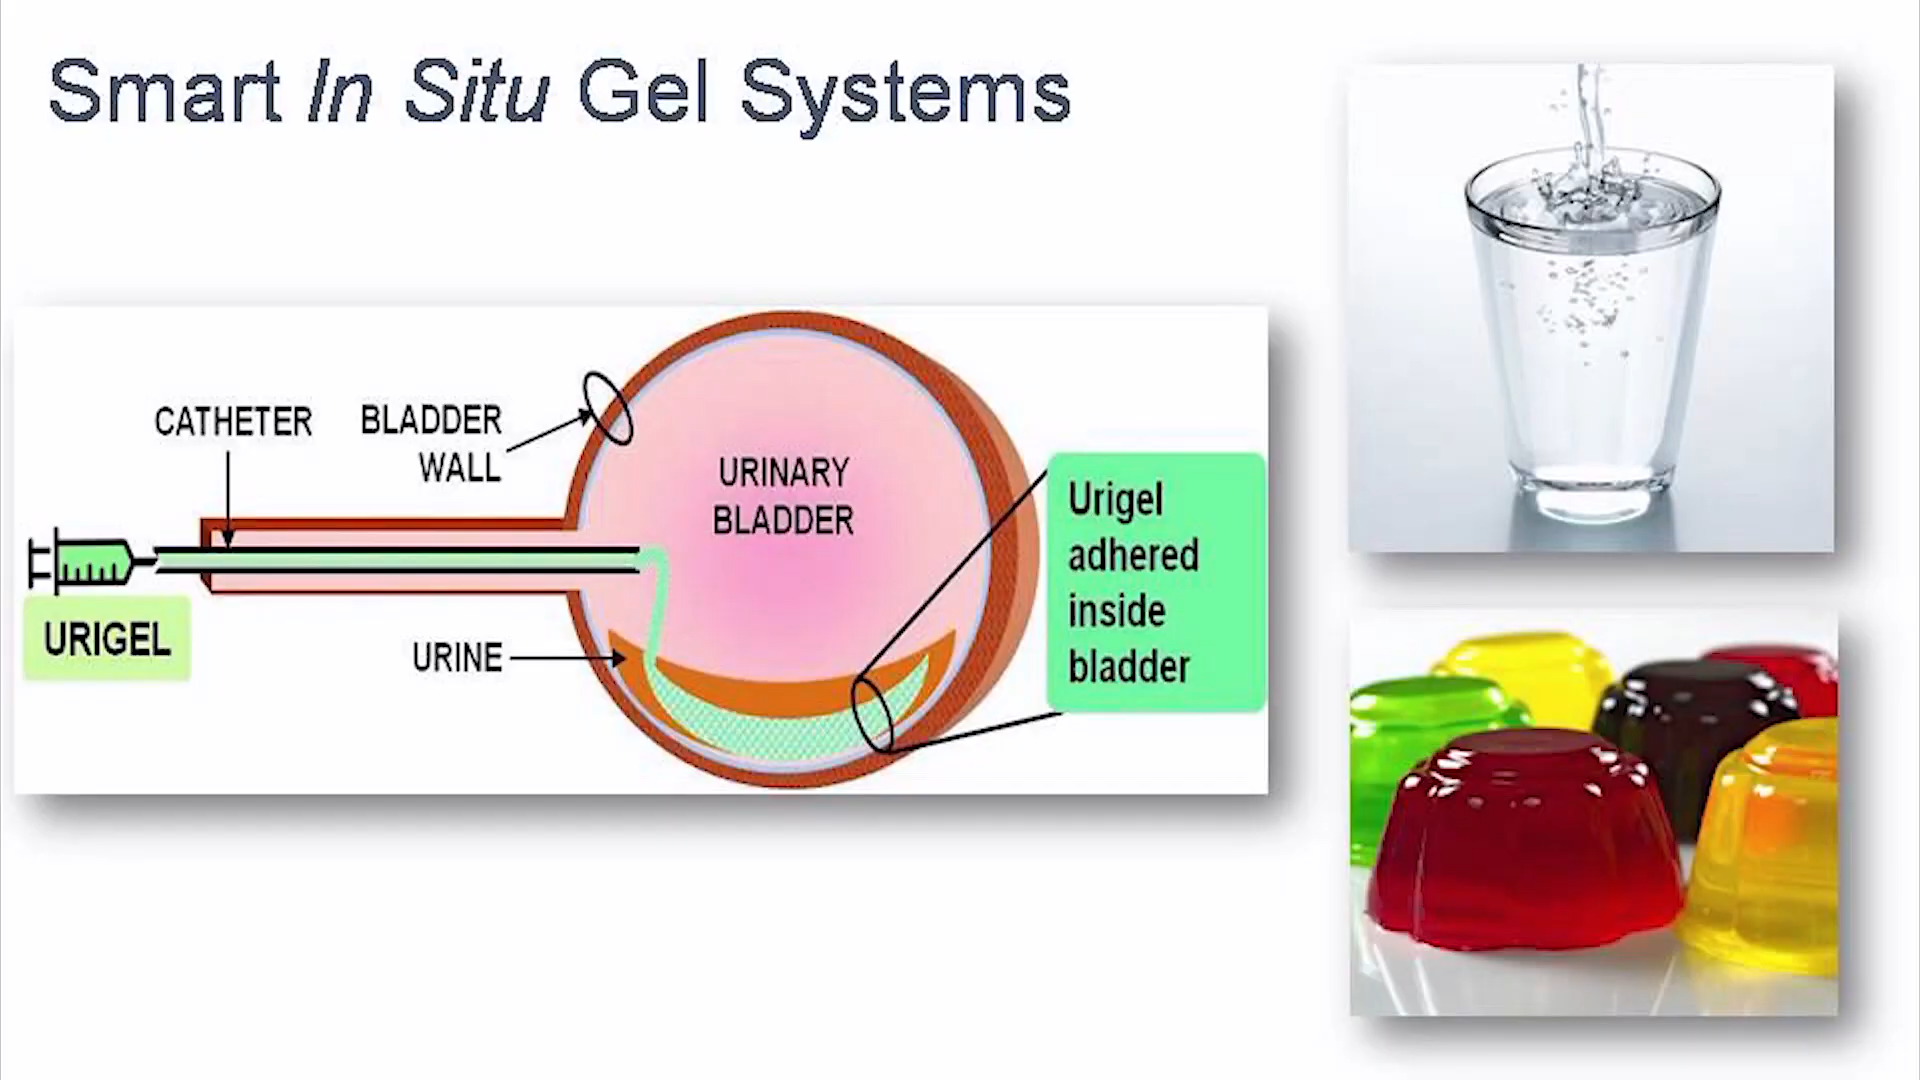 Smart In Situ Gel Systems
CATHETER
BLADDER
WALL
URINARY
BLADDER
Urigel
adhered
inside
bladder
URIGEL
URINE